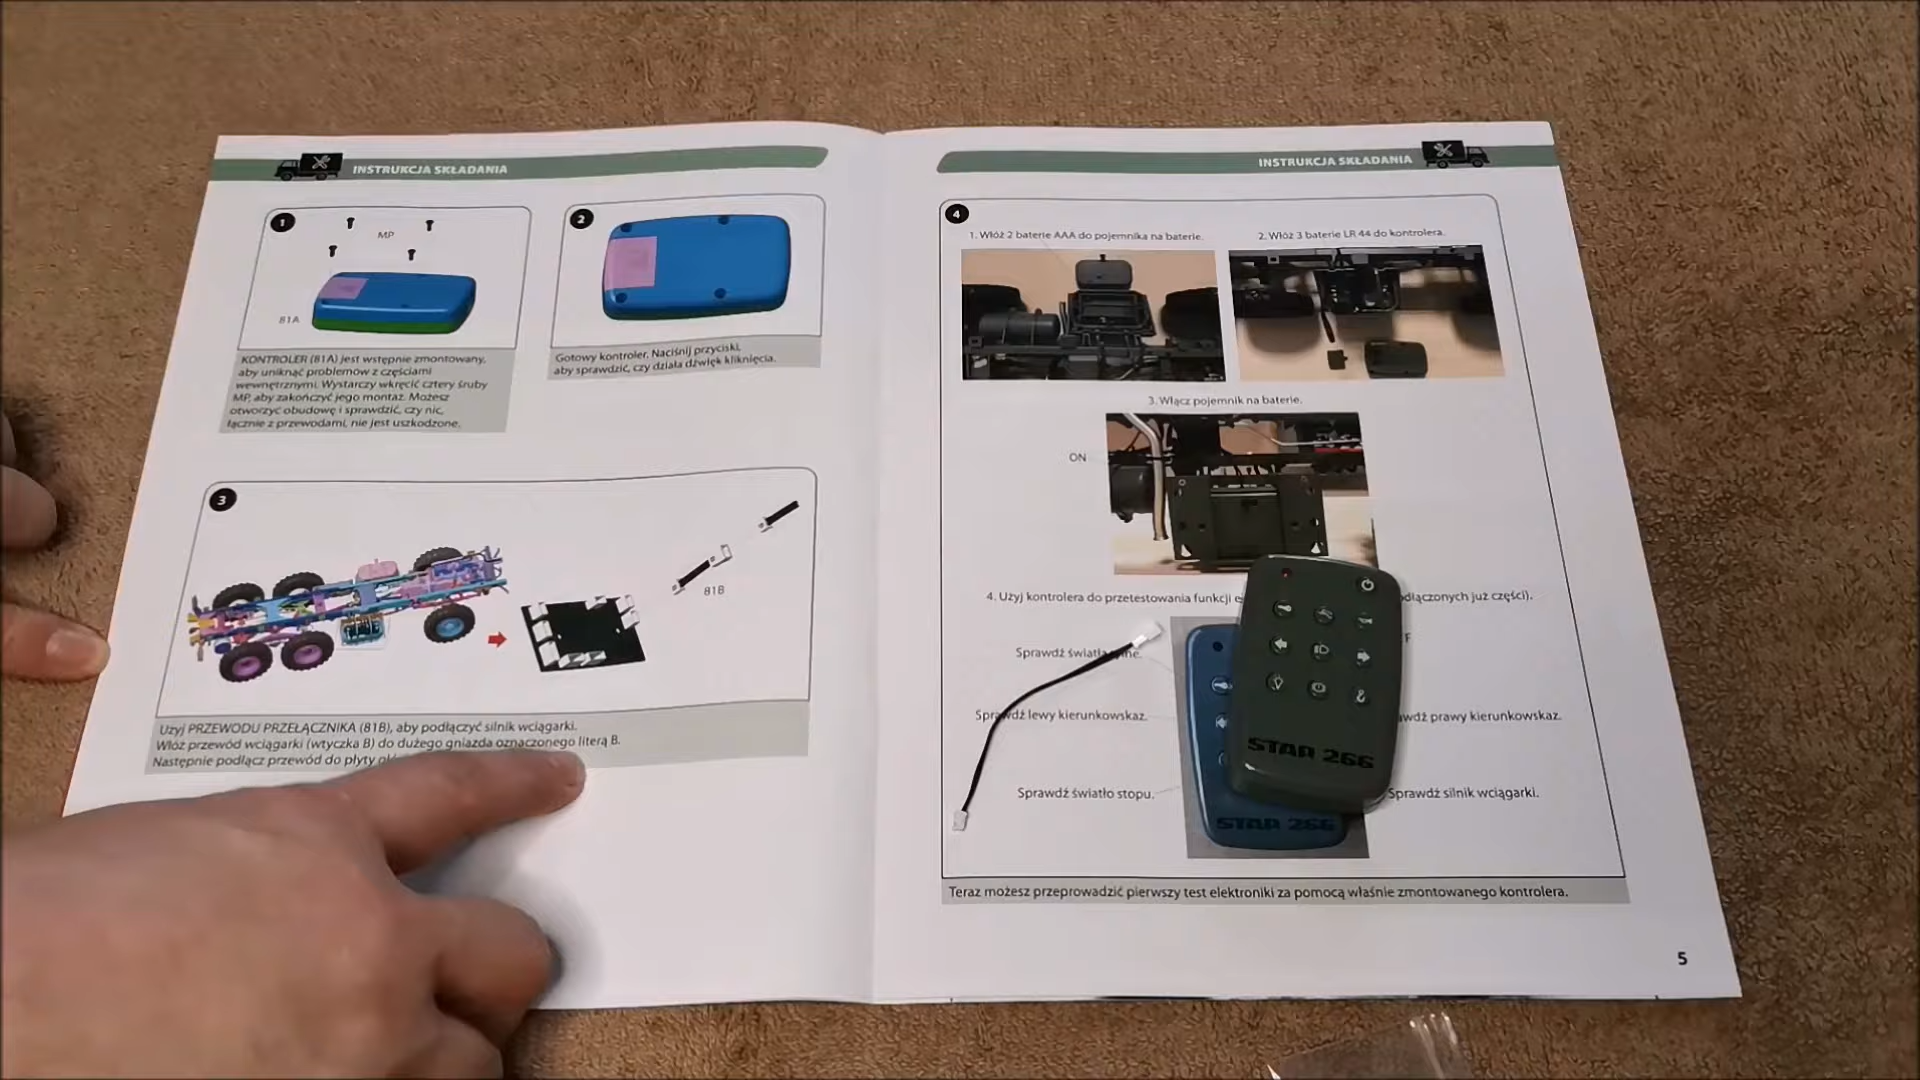 INSTRUKCJA SKŁADANIA
1
MP
81A
KONTROLER (81A) jest wstępnie zmontowany,
aby uniknąć problemów z częściami
wewnętrznymi. Wystarczy wkręcić cztery śruby
MP, aby zakończyć jego montaż. Możesz
otworzyć obudowę i sprawdzić, czy nic,
łącznie z przewodami, nie jest uszkodzone.
2
Gotowy kontroler. Naciśnij przyciski,
aby sprawdzić, czy działa dźwięk kliknięcia.
3
81B
Użyj PRZEWODU PRZEŁĄCZNIKA (81B), aby podłączyć silnik wciągarki.
Włóż przewód wciągarki (wtyczka B) do dużego gniazda oznaczonego literą B.
Następnie podłącz przewód do płyty
INSTRUKCJA SKŁADANIA
4
1. Włóż 2 baterie AAA do pojemnika na baterie.
2. Włóż 3 baterie LR 44 do kontrolera.
3. Włącz pojemnik na baterie.
ON
4. Użyj kontrolera do przetestowania funkcji
już części).
Sprawdź
Sprawdź lewy kierunkowskaz.
prawy kierunkowskaz.
Sprawdź światło stopu.
Sprawdź silnik wciągarki.
STAR 266
STAR 266
Teraz możesz przeprowadzić pierwszy test elektroniki za pomocą właśnie zmontowanego kontrolera.
5